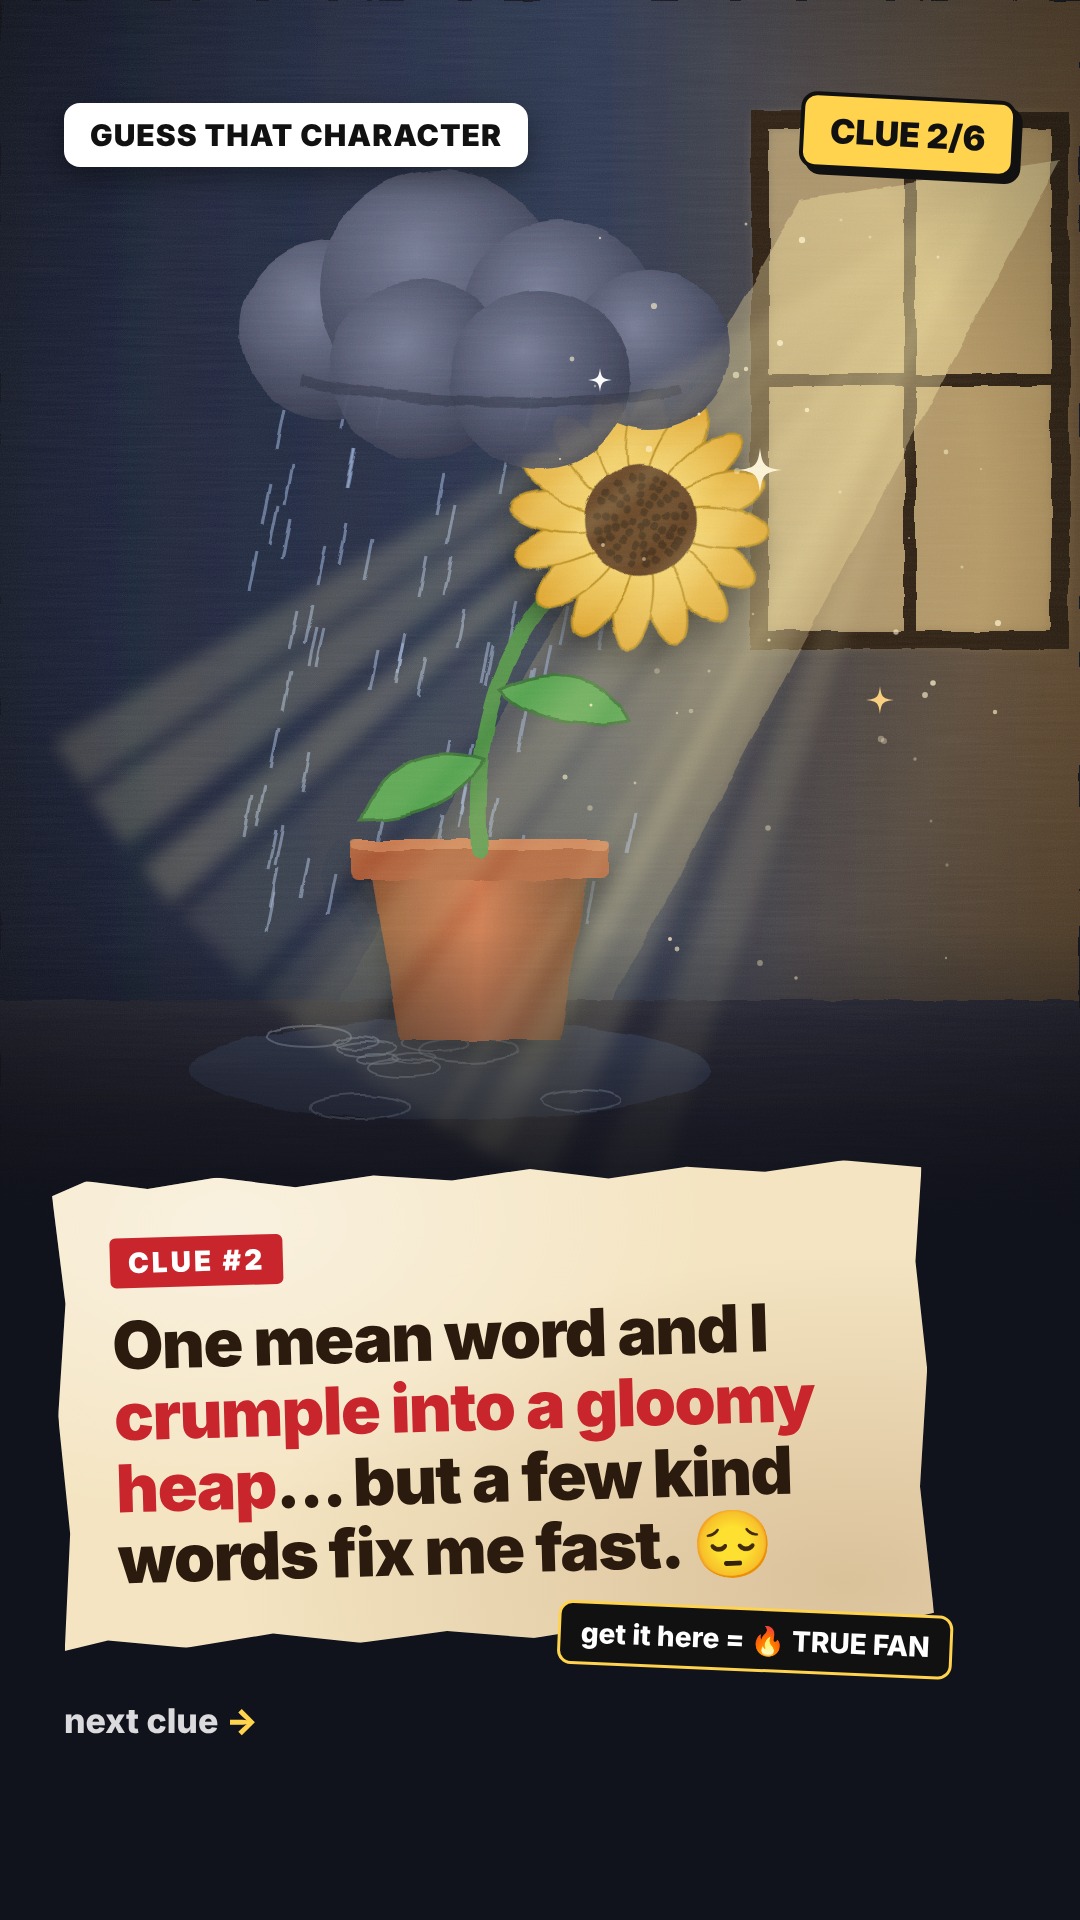 GUESS THAT CHARACTER
CLUE 2/6
CLUE #2
One mean word and I
crumple into a gloomy
heap... but a few kind
words fix me fast. 😔
get it here = 🔥 TRUE FAN
next clue →